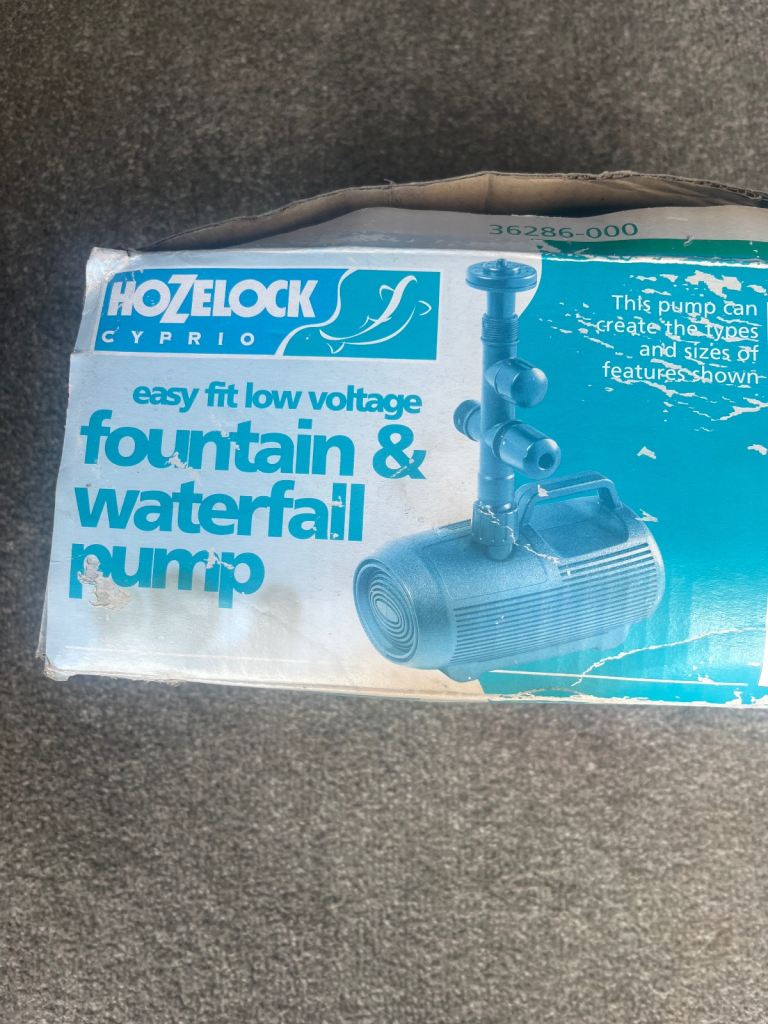 36286-000
HOZELOCK
CYPRIO
easy fit low voltage
fountain &
waterfall
pump
This pump can
create the types
and sizes of
features shown